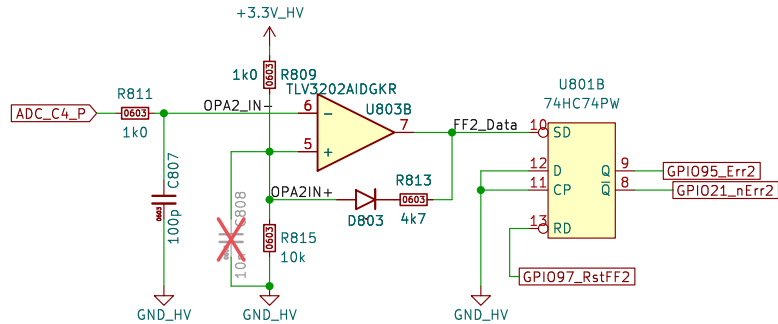 +3.3V_HV
1k0
0603
R809
TLV3202AIDGKR
U803B
R811
0603
1k0
ADC_C4_P
OPA2_IN-
6
5
7
FF2_Data
U801B
74HC74PW
10
SD
12
D
11
CP
13
RD
Q
9
Q
8
GPIO95_Err2
GPIO21_nErr2
GPIO97_RstFF2
C807
0603
100p
C808
OPA2IN+
D803
R813
0603
4k7
0603
R815
10k
GND_HV
GND_HV
GND_HV